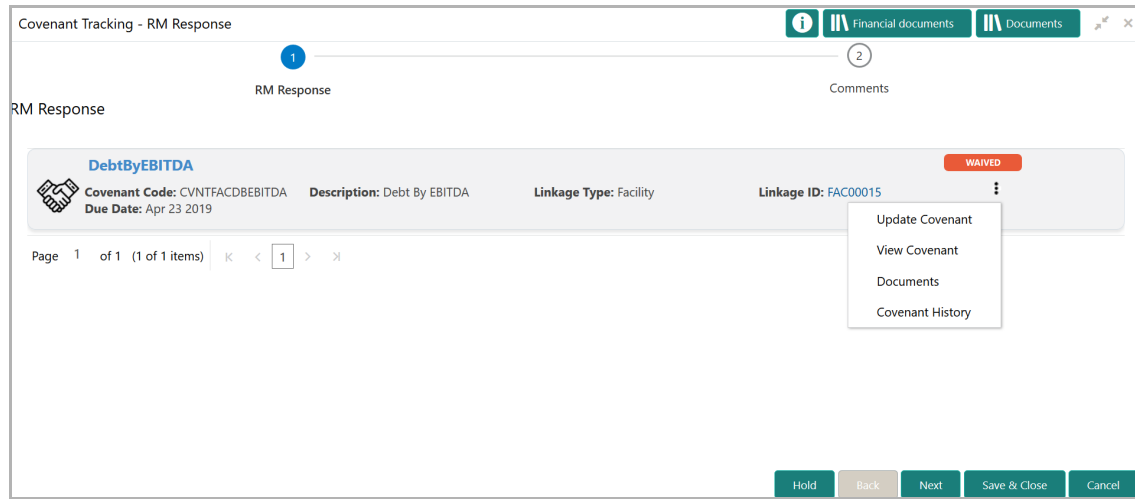 Covenant Tracking - RM Response
i Financial documents Documents
1 2
RM Response Comments
RM Response
DebtByEBITDA WAIVED
Covenant Code: CVNTFACDBEBITDA Description: Debt By EBITDA Linkage Type: Facility Linkage ID: FAC00015
Due Date: Apr 23 2019
Update Covenant
View Covenant
Documents
Covenant History
Page 1 of 1 (1 of 1 items) 1
Hold Back Next Save & Close Cancel